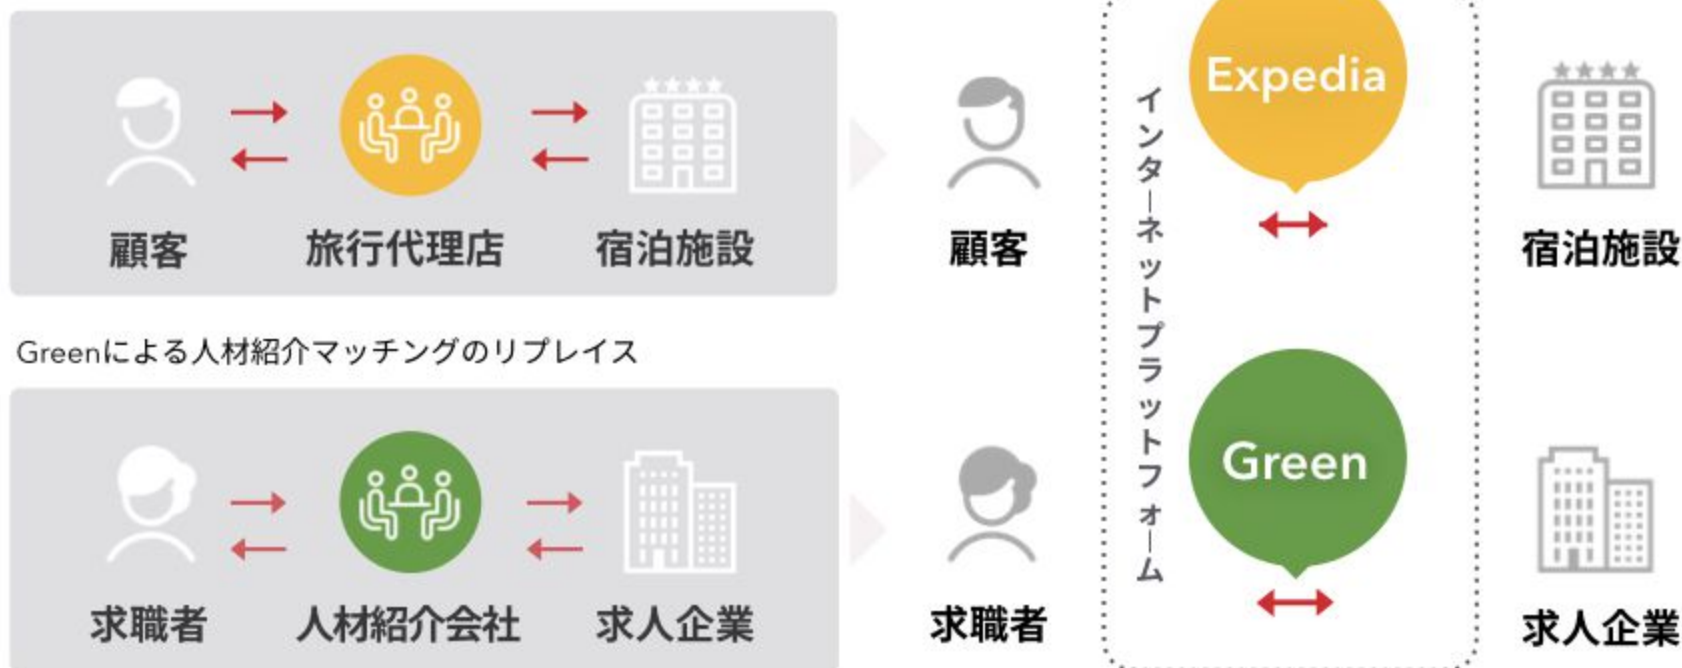 顧客
旅行代理店
宿泊施設
顧客
Expedia
宿泊施設
インターネットプラットフォーム
Greenによる人材紹介マッチングのリプレイス
求職者
人材紹介会社
求人企業
求職者
Green
求人企業